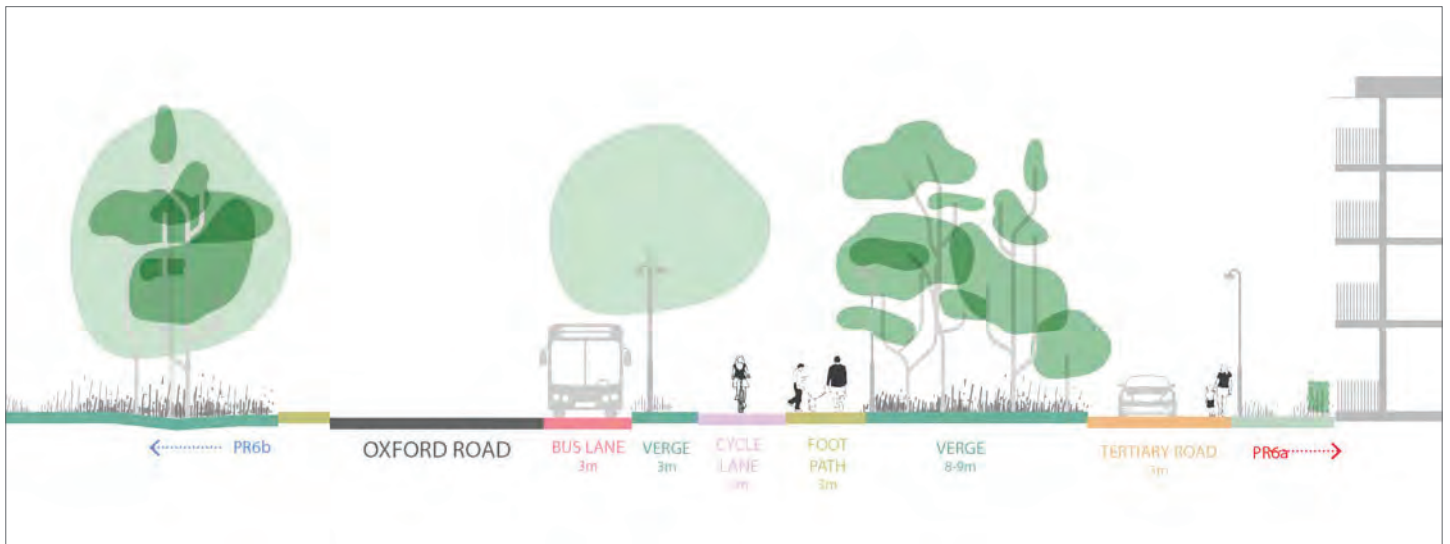 PR6b
OXFORD ROAD
BUS LANE
3m
VERGE
3m
CYCLE
LANE
FOOT
PATH
3m
VERGE
8-9m
TERTIARY ROAD
3m
PR6a